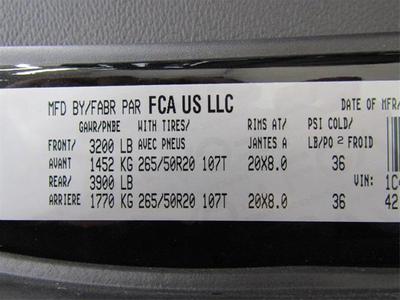 MFD BY/FABR PAR FCA US LLC DATE OF MFR/
GAWR/PNBE WITH TIRES/ RIMS AT/ PSI COLD/
FRONT/ 3200 LB AVEC PNEUS JANTES A LB/PO 2 FROID
AVANT 1452 KG 265/50R20 107T 20X8.0 36
REAR/ 3900 LB VIN: 1C4
ARRIERE 1770 KG 265/50R20 107T 20X8.0 36 42